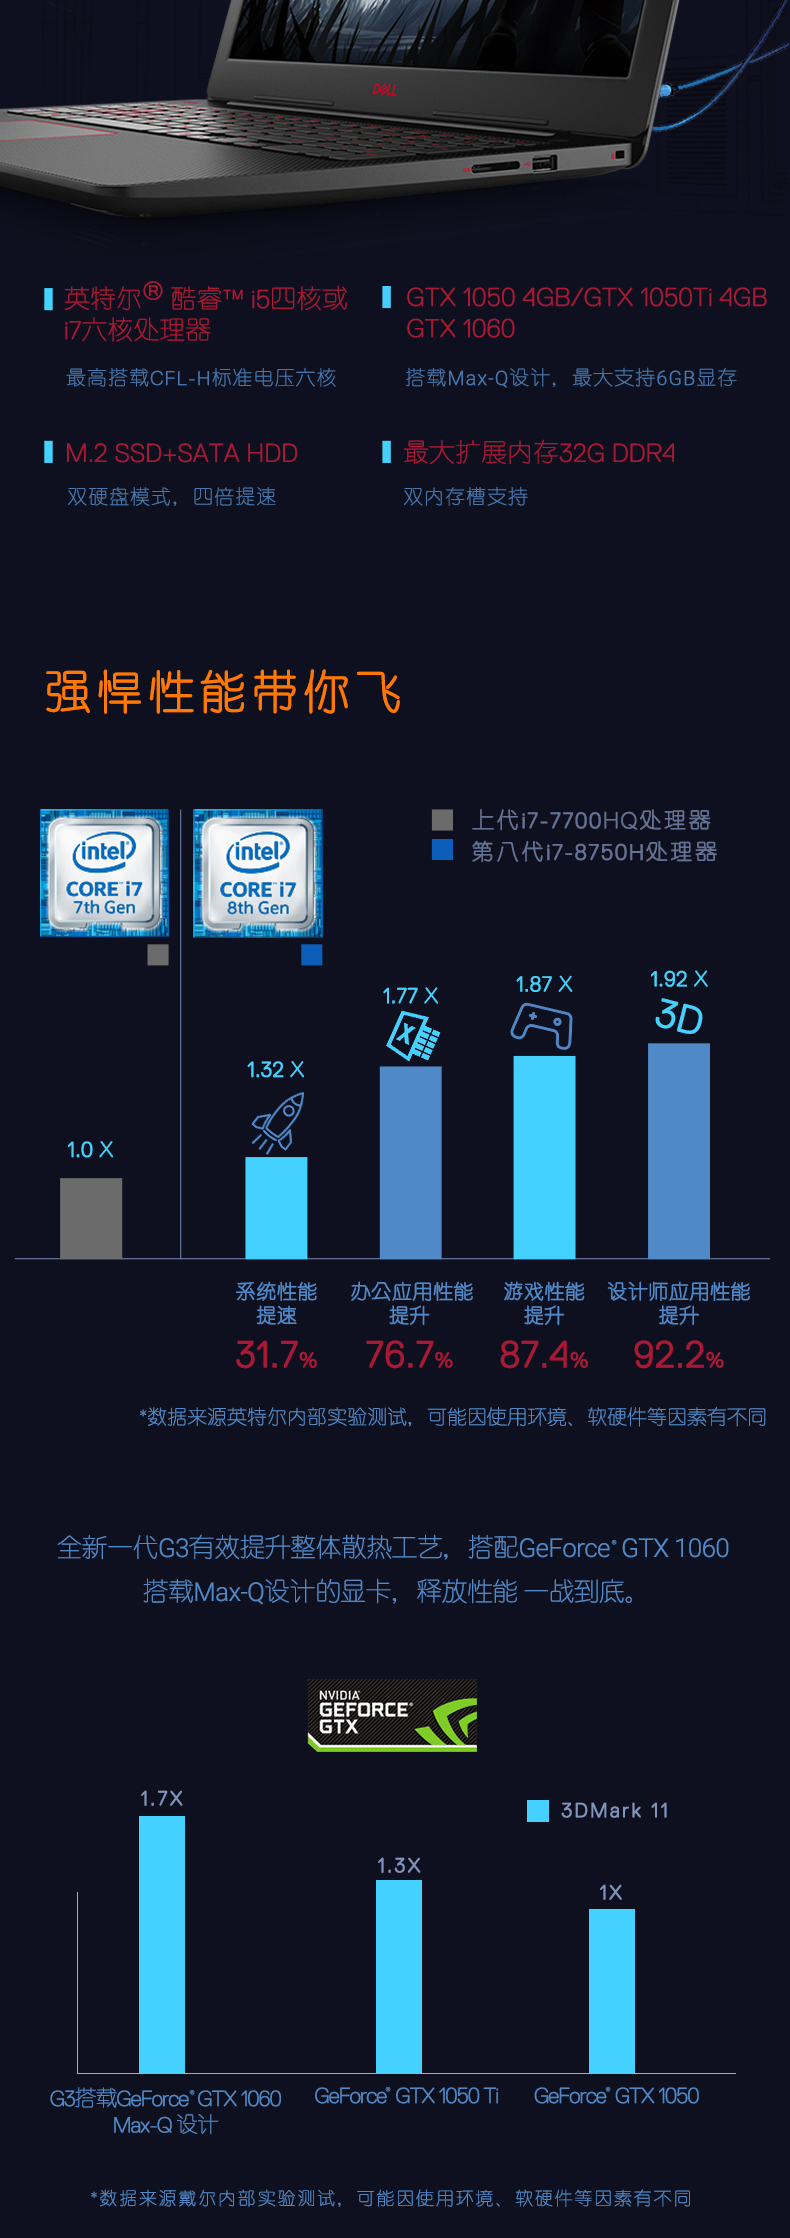 DELL
英特尔® 酷睿™ i5四核或
i7六核处理器
最高搭载CFL-H标准电压六核
GTX 1050 4GB/GTX 1050Ti 4GB
GTX 1060
搭载Max-Q设计，最大支持6GB显存
M.2 SSD+SATA HDD
双硬盘模式，四倍提速
最大扩展内存32G DDR4
双内存槽支持
强悍性能带你飞
intel
CORE™ i7
7th Gen
intel
CORE™ i7
8th Gen
上代i7-7700HQ处理器
第八代i7-8750H处理器
1.0 X
1.32 X
1.77 X
X
1.87 X
1.92 X
3D
系统性能
提速
31.7%
办公应用性能
提升
76.7%
游戏性能
提升
87.4%
设计师应用性能
提升
92.2%
*数据来源英特尔内部实验测试，可能因使用环境、软硬件等因素有不同
全新一代G3有效提升整体散热工艺，搭配GeForce® GTX 1060
搭载Max-Q设计的显卡，释放性能 一战到底。
NVIDIA
GEFORCE®
GTX
3DMark 11
1.7X
1.3X
1X
G3搭载GeForce® GTX 1060
Max-Q 设计
GeForce® GTX 1050 Ti
GeForce® GTX 1050
*数据来源戴尔内部实验测试，可能因使用环境、软硬件等因素有不同